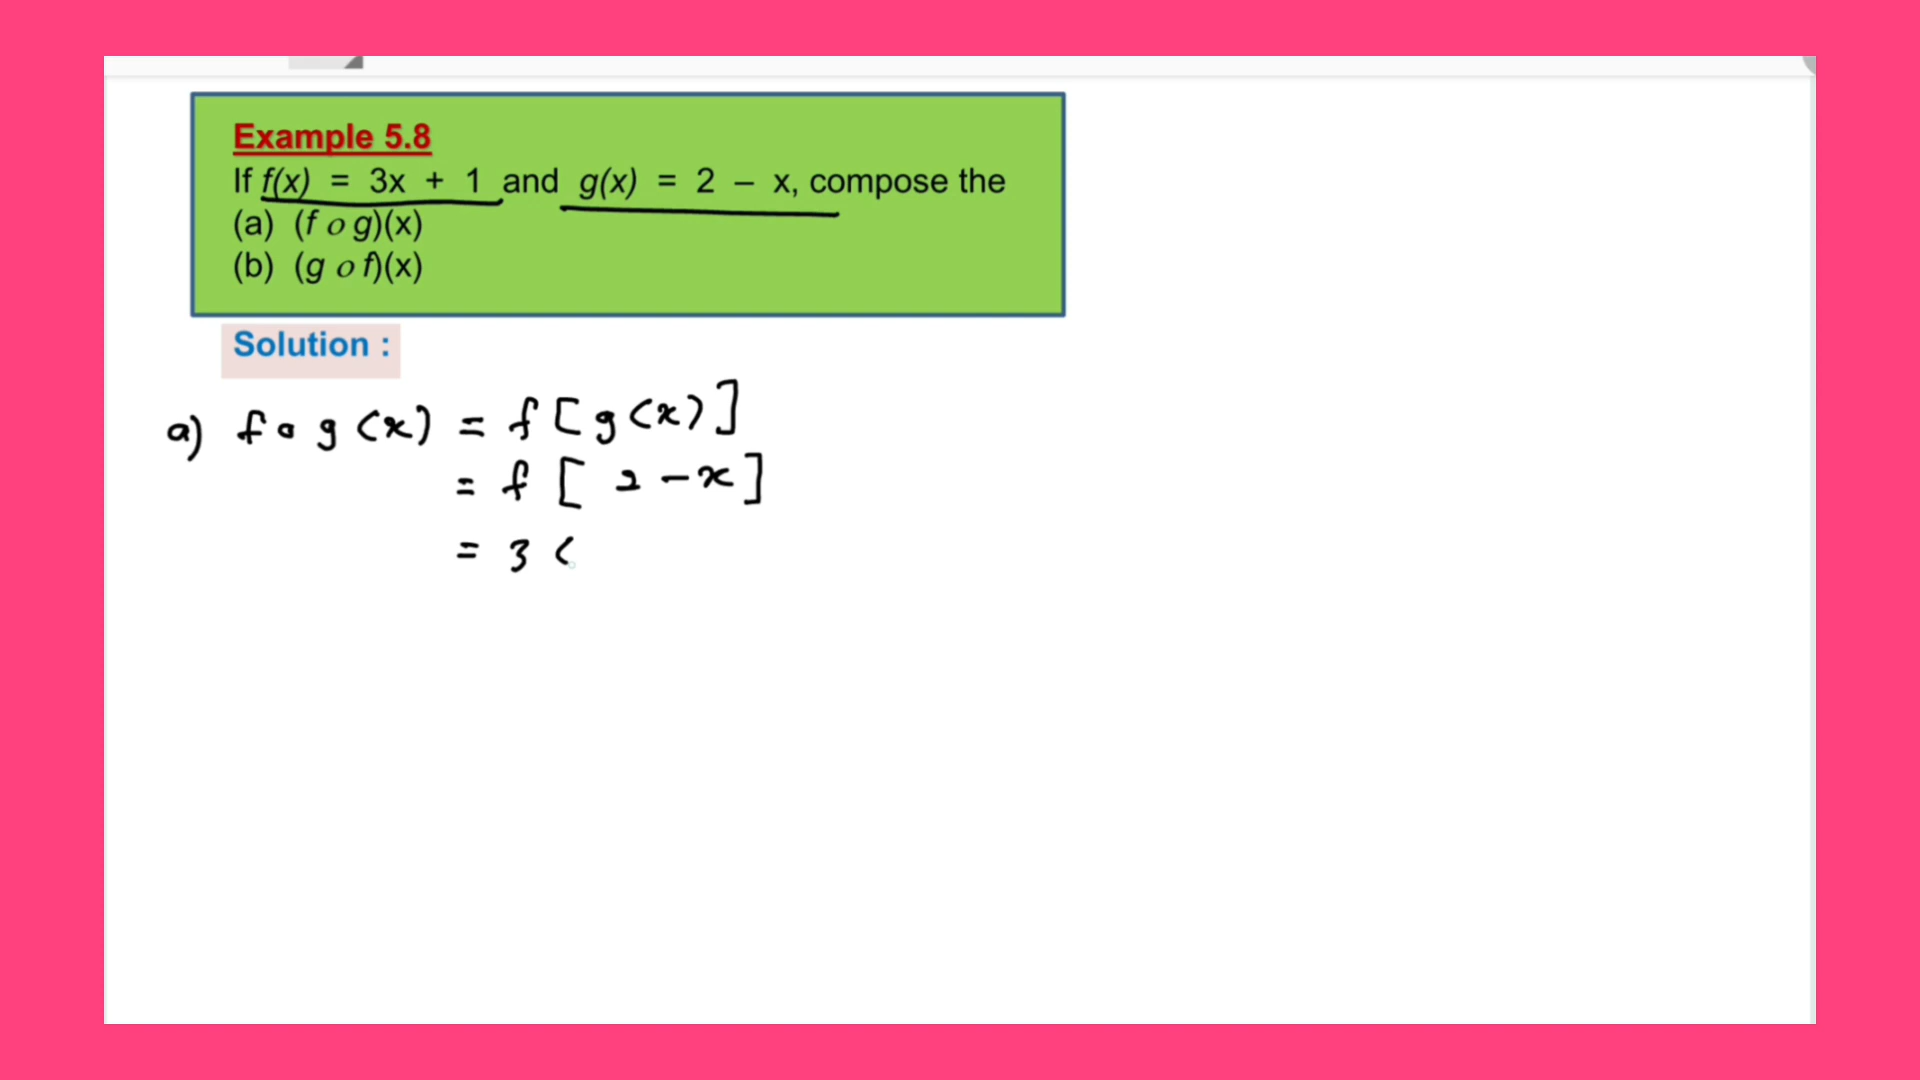 Example 5.8
If f(x) = 3x + 1 and g(x) = 2 – x, compose the
(a) (f o g)(x)
(b) (g o f)(x)
Solution :
a) f o g (x) = f [ g (x) ]
= f [ 2 - x ]
= 3 (